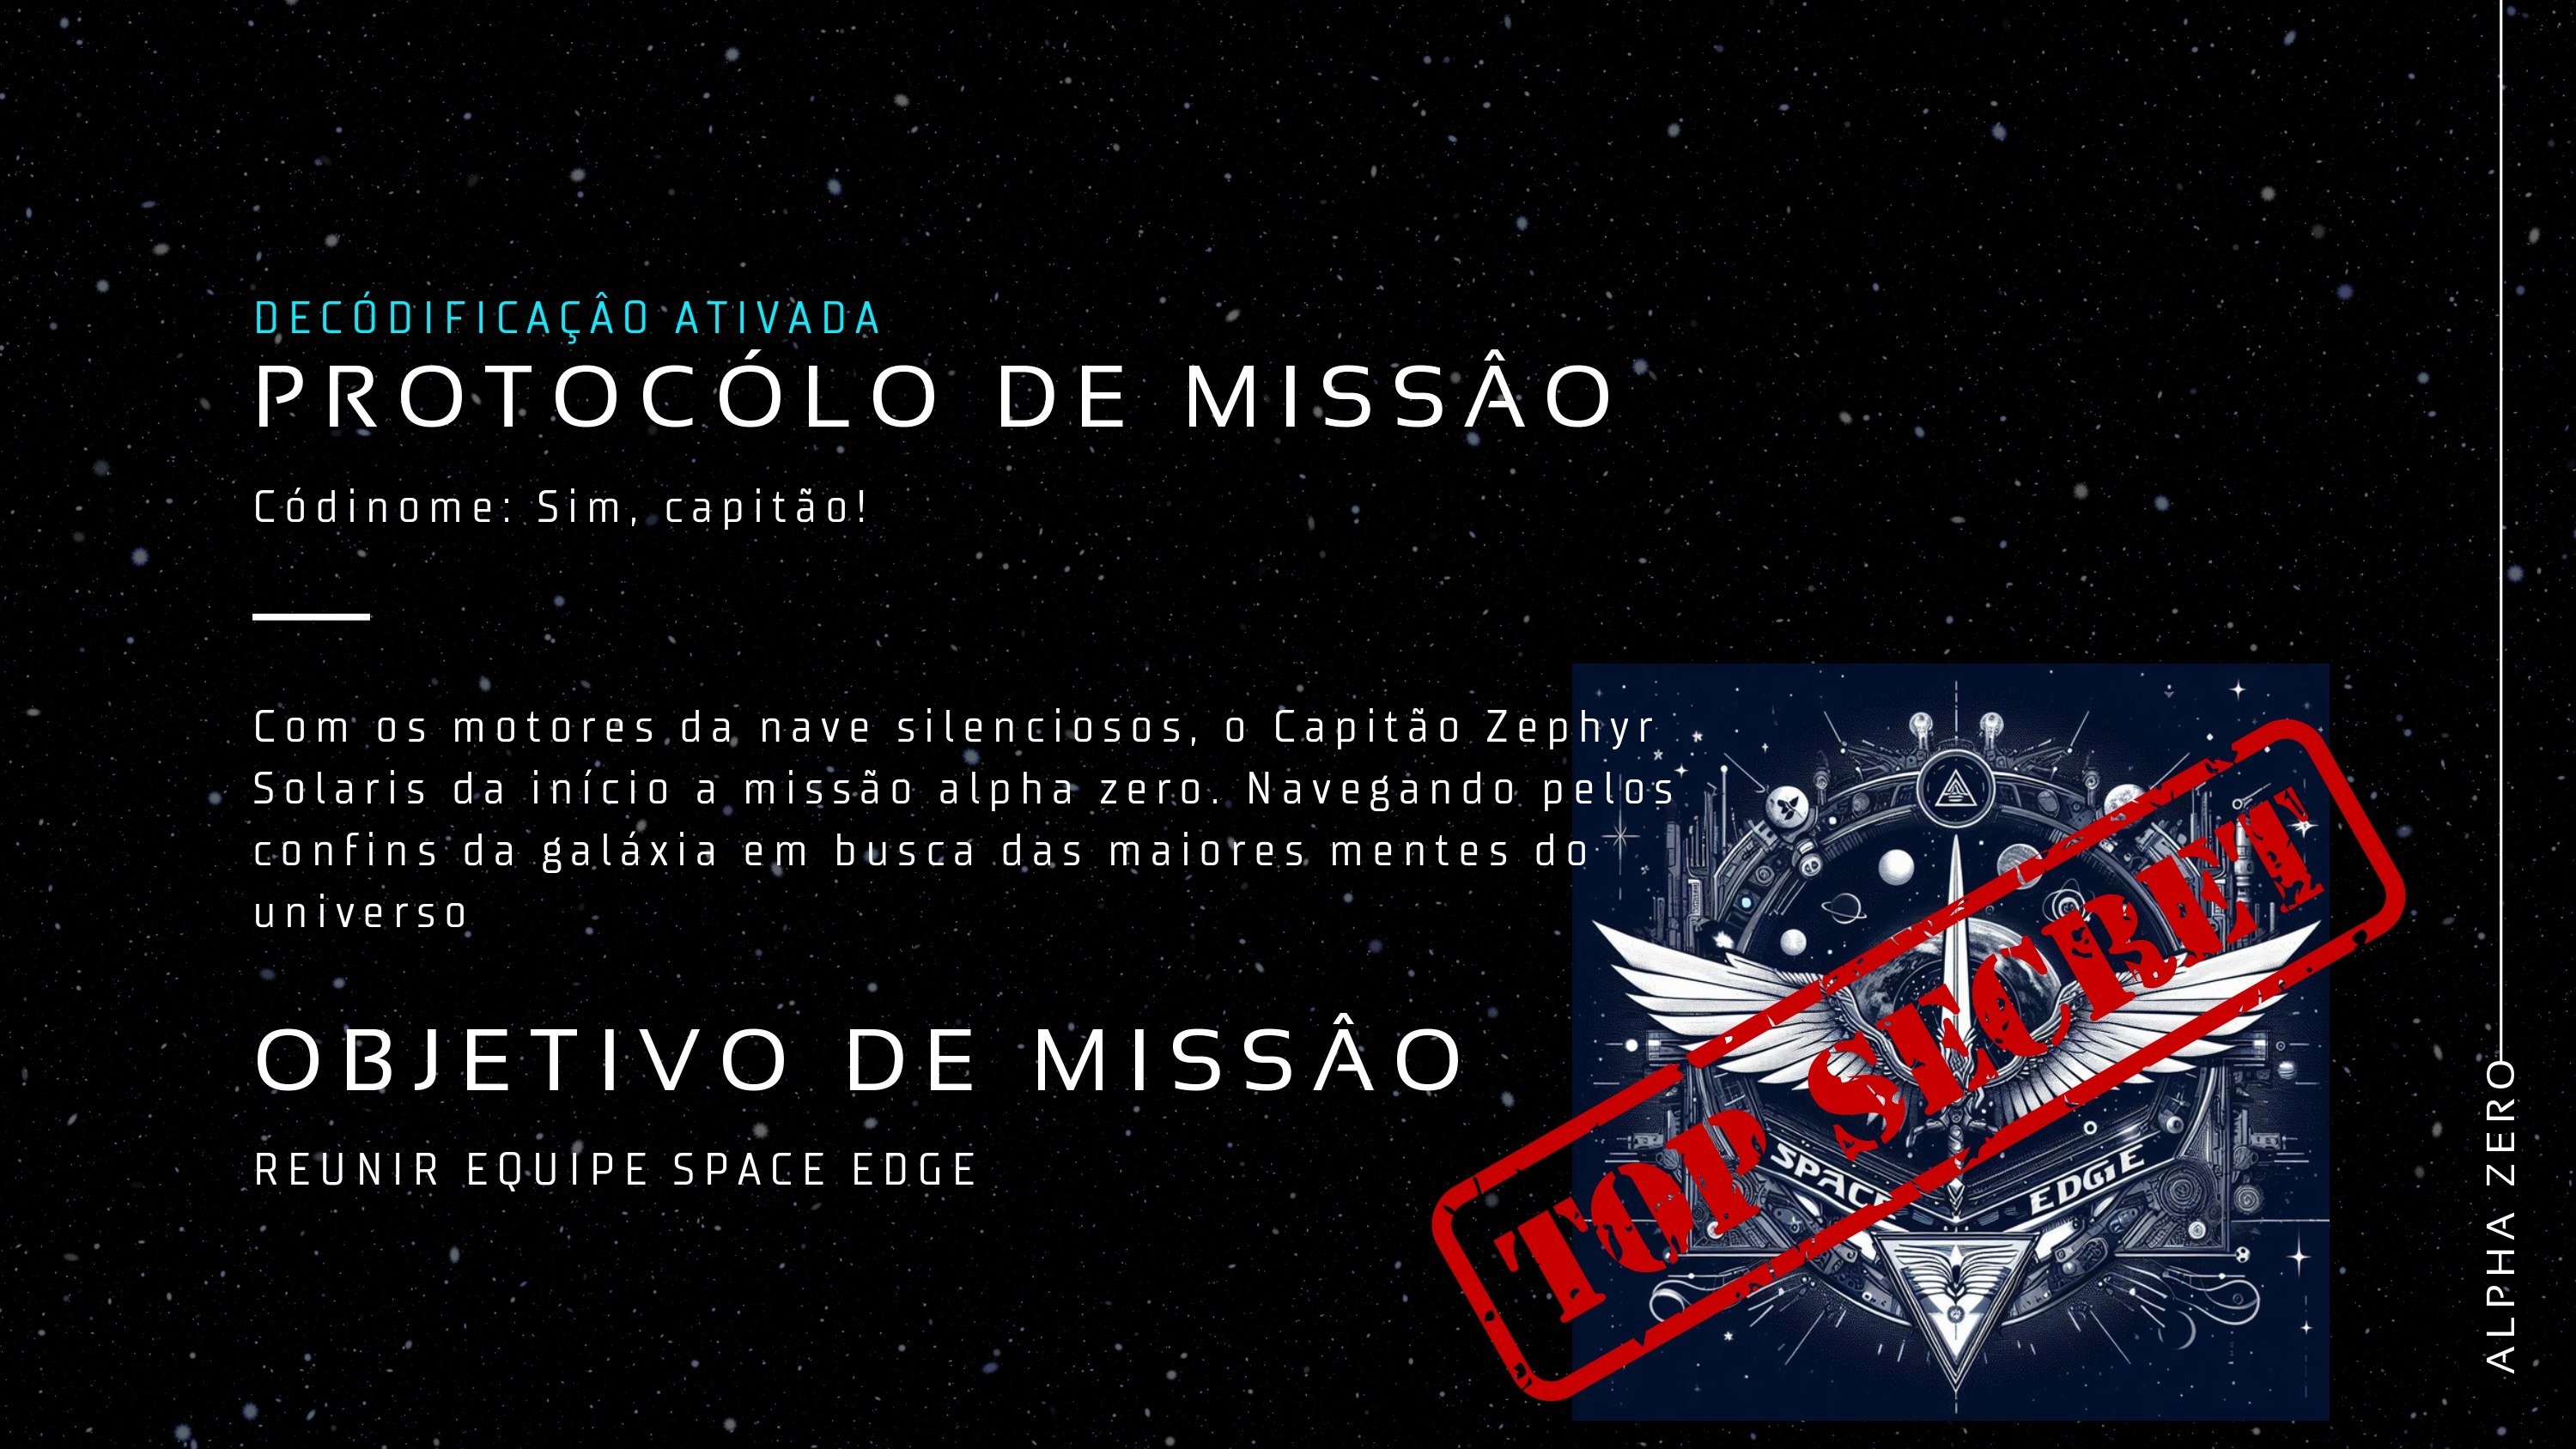 DECÓDIFICAÇÂO ATIVADA
PROTOCÓLO DE MISSÂO
Códinome: Sim, capitão!
Com os motores da nave silenciosos, o Capitão Zephyr
Solaris da início a missão alpha zero. Navegando pelos
confins da galáxia em busca das maiores mentes do
universo
OBJETIVO DE MISSÂO
REUNIR EQUIPE SPACE EDGE
TOP SECRET
SPACE EDGE
ALPHA ZERO